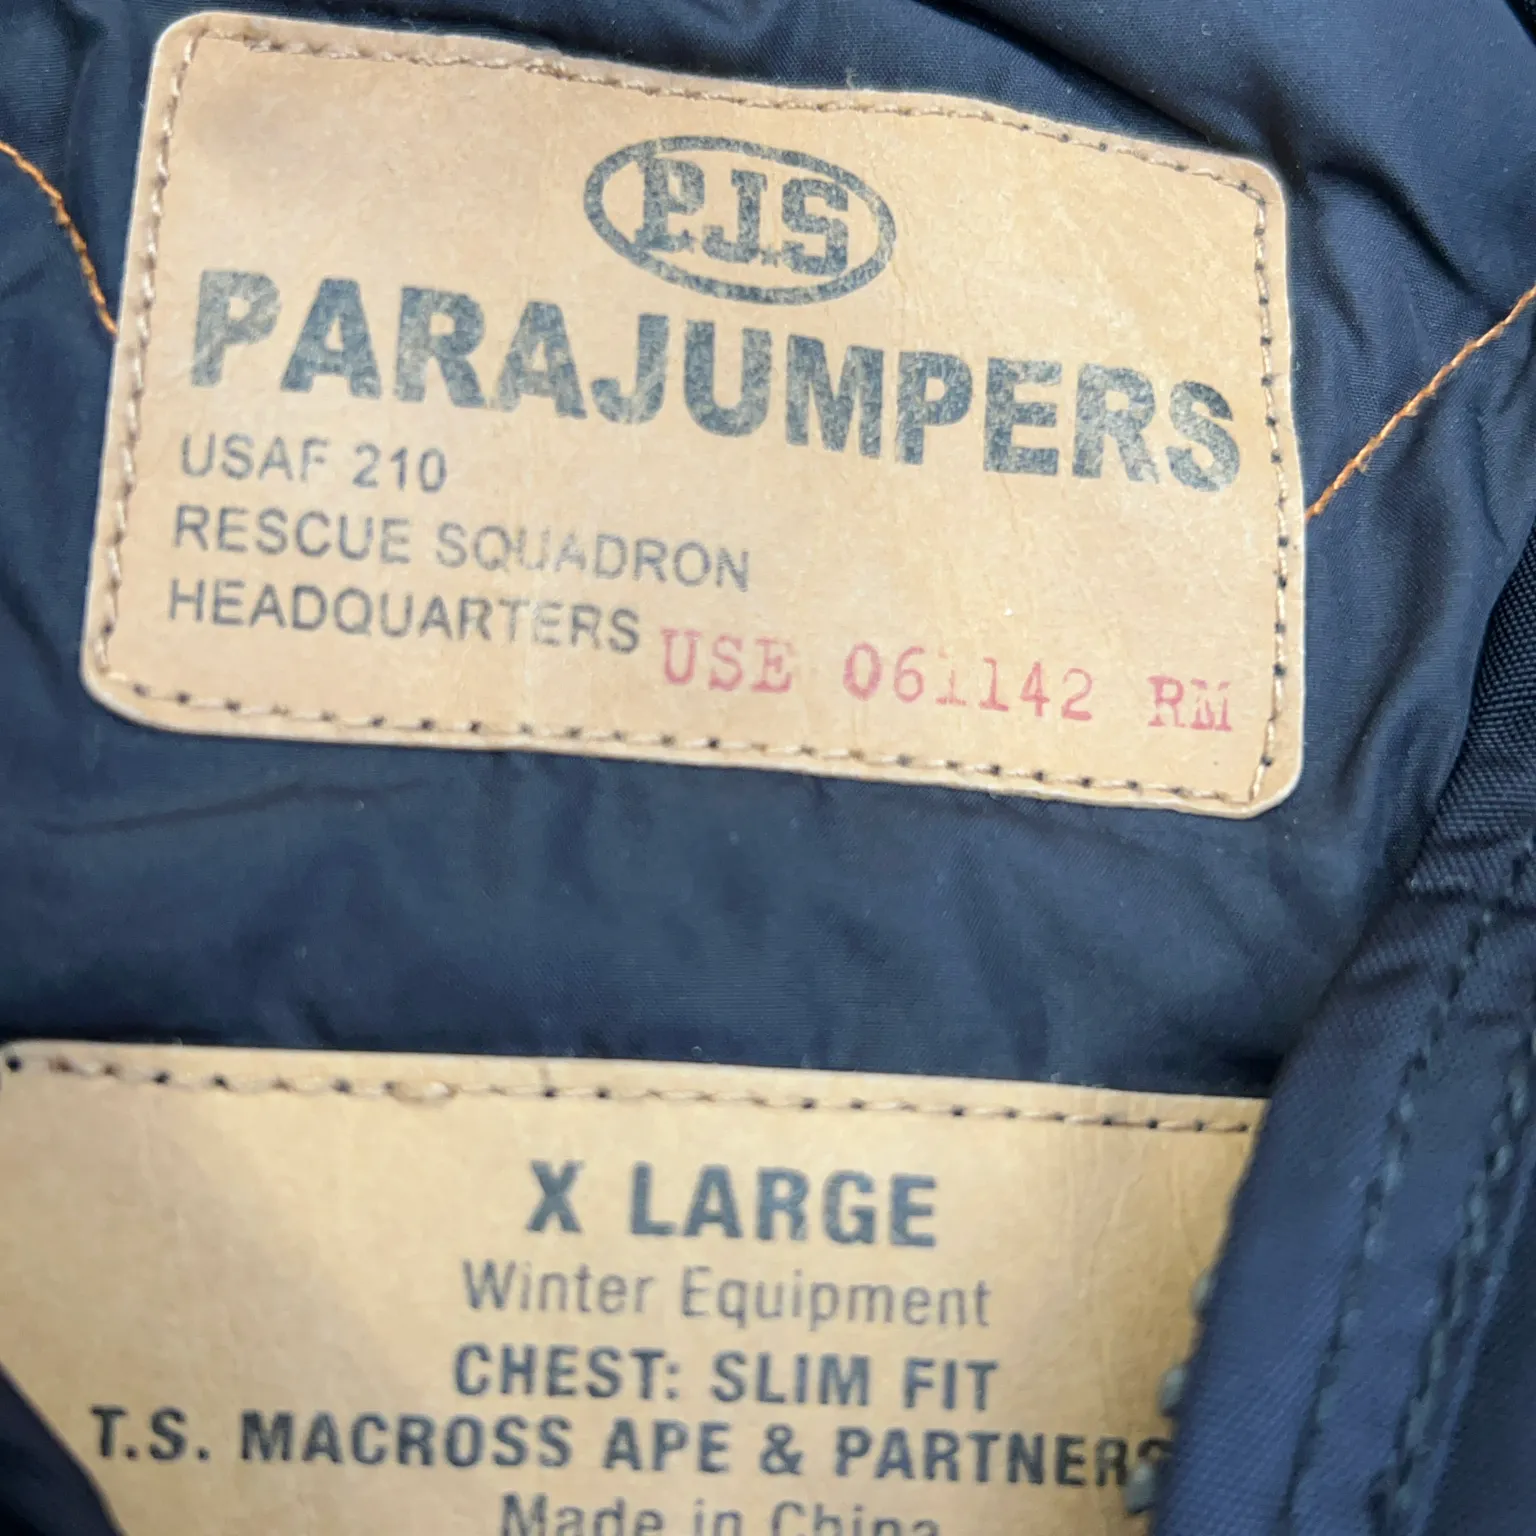 P.J.S
PARAJUMPERS
USAF 210
RESCUE SQUADRON
HEADQUARTERS
USE 061142 RM
X LARGE
Winter Equipment
CHEST: SLIM FIT
T.S. MACROSS APE & PARTNERS
Made in China